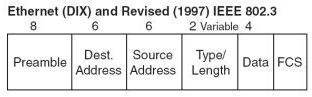 Ethernet (DIX) and Revised (1997) IEEE 802.3
8 6 6 2 Variable 4
Preamble Dest. Address Source Address Type/ Length Data FCS